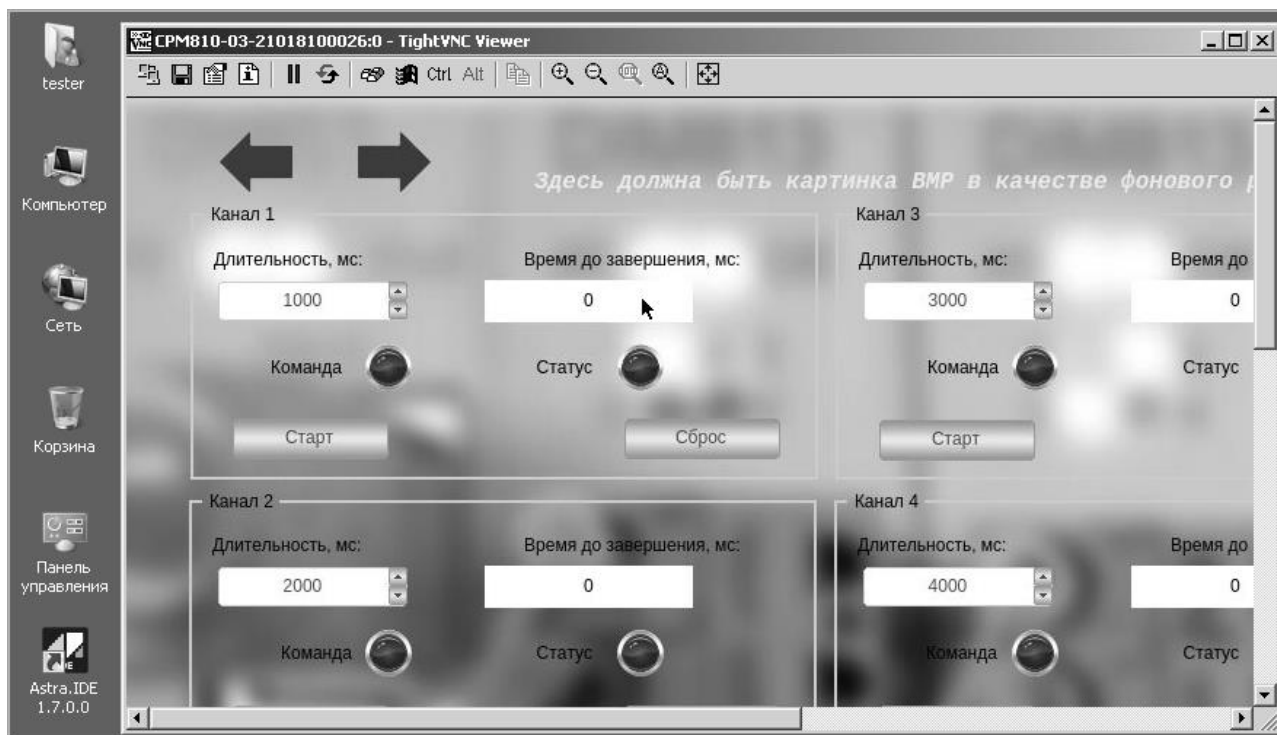 tester
Компьютер
Сеть
Корзина
Панель
управления
Astra.IDE
1.7.0.0
CPM810-03-21018100026:0 - TightVNC Viewer
Ctrl Alt
Здесь должна быть картинка BMP в качестве фонового
Канал 1
Длительность, мс:
Время до завершения, мс:
1000
0
Команда
Статус
Старт
Сброс
Канал 3
Длительность, мс:
Время до
3000
0
Команда
Статус
Старт
Канал 2
Длительность, мс:
Время до завершения, мс:
2000
0
Команда
Статус
Канал 4
Длительность, мс:
Время до
4000
0
Команда
Статус